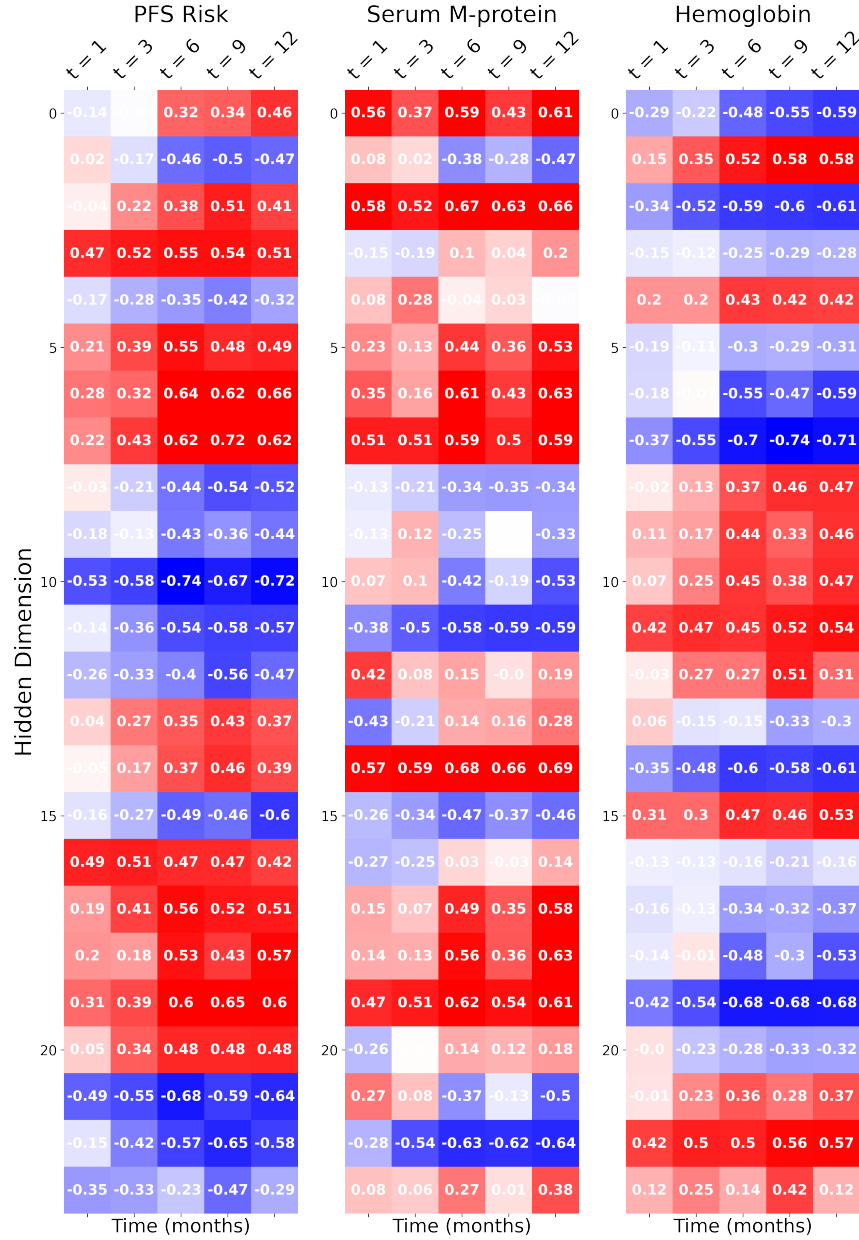 PFS Risk Serum M-protein Hemoglobin
t = 1 t = 3 t = 6 t = 9 t = 12 t = 1 t = 3 t = 6 t = 9 t = 12 t = 1 t = 3 t = 6 t = 9 t = 12
0 -0.14 0.32 0.34 0.46 0 0.56 0.37 0.59 0.43 0.61 0 -0.29 -0.22 -0.48 -0.55 -0.59
0.02 -0.17 -0.46 -0.5 -0.47 0.08 0.02 -0.38 -0.28 -0.47 0.15 0.35 0.52 0.58 0.58
-0.04 0.22 0.38 0.51 0.41 0.58 0.52 0.67 0.63 0.66 -0.34 -0.52 -0.59 -0.6 -0.61
0.47 0.52 0.55 0.54 0.51 -0.15 -0.19 0.1 0.04 0.2 -0.15 -0.12 -0.25 -0.29 -0.28
-0.17 -0.28 -0.35 -0.42 -0.32 0.08 0.28 -0.04 0.03 0.2 0.2 0.43 0.42 0.42
5 0.21 0.39 0.55 0.48 0.49 5 0.23 0.13 0.44 0.36 0.53 5 -0.19 -0.11 -0.3 -0.29 -0.31
0.28 0.32 0.64 0.62 0.66 0.35 0.16 0.61 0.43 0.63 -0.18 -0.55 -0.47 -0.59
0.22 0.43 0.62 0.72 0.62 0.51 0.51 0.59 0.5 0.59 -0.37 -0.55 -0.7 -0.74 -0.71
-0.03 -0.21 -0.44 -0.54 -0.52 -0.13 -0.21 -0.34 -0.35 -0.34 -0.02 0.13 0.37 0.46 0.47
-0.18 -0.13 -0.43 -0.36 -0.44 -0.13 0.12 -0.25 -0.33 0.11 0.17 0.44 0.33 0.46
10 -0.53 -0.58 -0.74 -0.67 -0.72 10 0.07 0.1 -0.42 -0.19 -0.53 10 0.07 0.25 0.45 0.38 0.47
-0.14 -0.36 -0.54 -0.58 -0.57 -0.38 -0.5 -0.58 -0.59 -0.59 0.42 0.47 0.45 0.52 0.54
-0.26 -0.33 -0.4 -0.56 -0.47 0.42 0.08 0.15 -0.0 0.19 -0.03 0.27 0.27 0.51 0.31
0.04 0.27 0.35 0.43 0.37 -0.43 -0.21 0.14 0.16 0.28 0.06 -0.15 -0.15 -0.33 -0.3
-0.05 0.17 0.37 0.46 0.39 0.57 0.59 0.68 0.66 0.69 -0.35 -0.48 -0.6 -0.58 -0.61
15 -0.16 -0.27 -0.49 -0.46 -0.6 15 -0.26 -0.34 -0.47 -0.37 -0.46 15 0.31 0.3 0.47 0.46 0.53
0.49 0.51 0.47 0.47 0.42 -0.27 -0.25 0.03 -0.03 0.14 -0.13 -0.13 -0.16 -0.21 -0.16
0.19 0.41 0.56 0.52 0.51 0.15 0.07 0.49 0.35 0.58 -0.16 -0.13 -0.34 -0.32 -0.37
0.2 0.18 0.53 0.43 0.57 0.14 0.13 0.56 0.36 0.63 -0.14 -0.01 -0.48 -0.3 -0.53
0.31 0.39 0.6 0.65 0.6 0.47 0.51 0.62 0.54 0.61 -0.42 -0.54 -0.68 -0.68 -0.68
20 0.05 0.34 0.48 0.48 0.48 20 -0.26 0.14 0.12 0.18 20 -0.0 -0.23 -0.28 -0.33 -0.32
-0.49 -0.55 -0.68 -0.59 -0.64 0.27 0.08 -0.37 -0.13 -0.5 -0.01 0.23 0.36 0.28 0.37
-0.15 -0.42 -0.57 -0.65 -0.58 -0.28 -0.54 -0.63 -0.62 -0.64 0.42 0.5 0.5 0.56 0.57
-0.35 -0.33 -0.23 -0.47 -0.29 0.08 0.06 0.27 0.01 0.38 0.12 0.25 0.14 0.42 0.12
Hidden Dimension
Time (months) Time (months) Time (months)